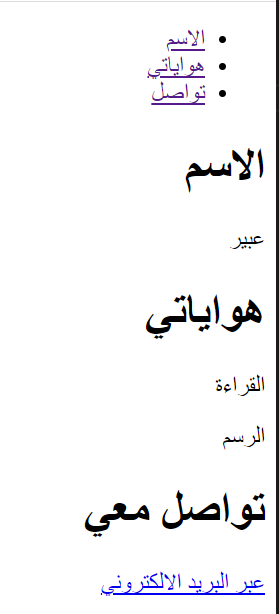 الاسم
هواياتي
تواصل
الاسم
عبير
هواياتي
القراءة
الرسم
تواصل معي
عبر البريد الالكتروني